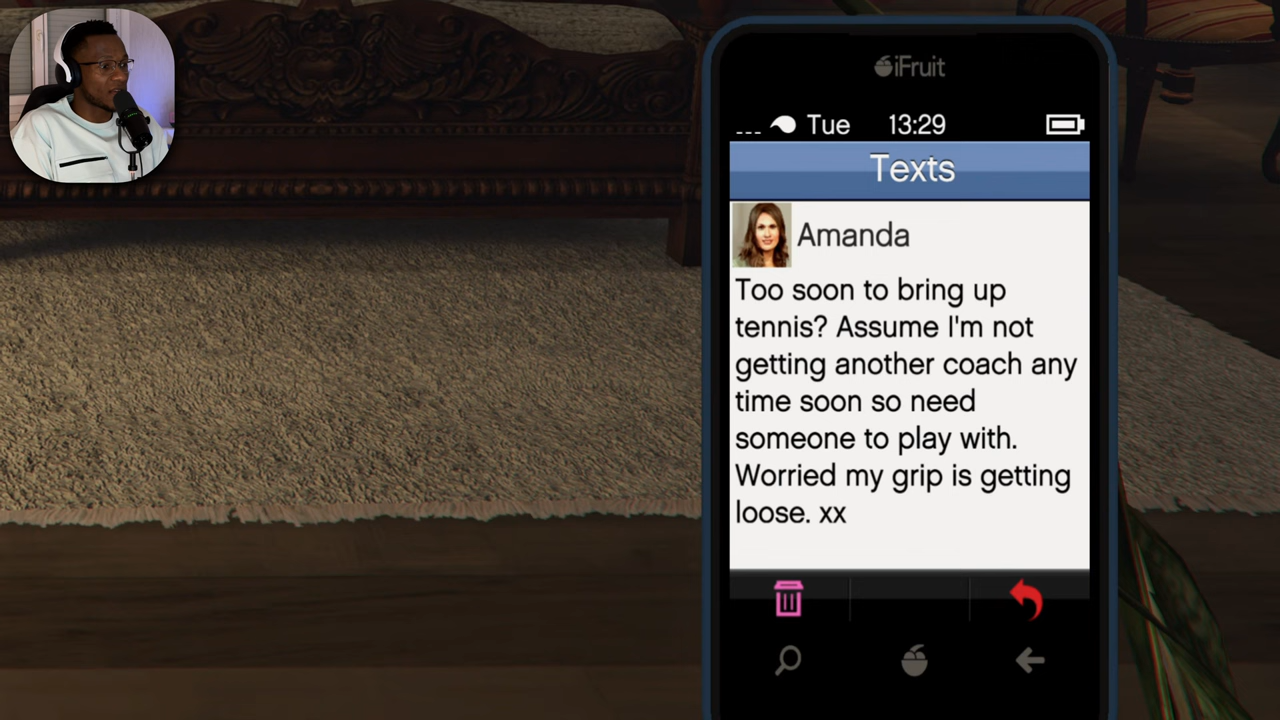 iFruit
Tue 13:29
Texts
Amanda
Too soon to bring up
tennis? Assume I'm not
getting another coach any
time soon so need
someone to play with.
Worried my grip is getting
loose. xx